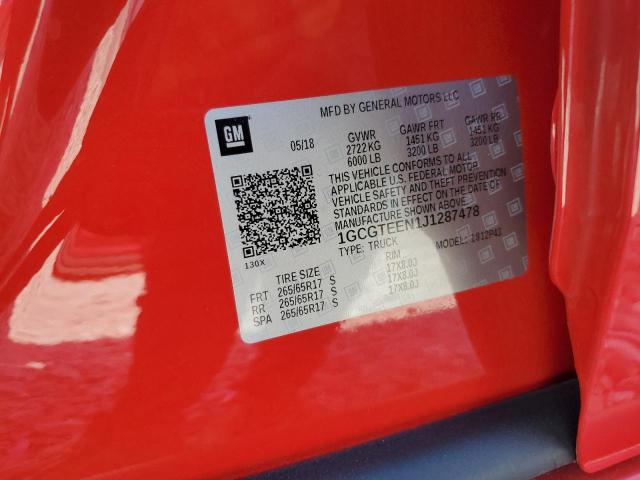 MFD BY GENERAL MOTORS LLC
GM
05/18
GVWR GAWR FRT GAWR RR
2722 KG 1451 KG 1451 KG
6000 LB 3200 LB 3200 LB
THIS VEHICLE CONFORMS TO ALL
APPLICABLE U.S. FEDERAL MOTOR
VEHICLE SAFETY AND THEFT PREVENTION
STANDARDS IN EFFECT ON THE DATE OF
MANUFACTURE SHOWN ABOVE.
1GCGTEEN1J1287478
TYPE: TRUCK MODEL: 1S12P43
130X
TIRE SIZE RIM
FRT 265/65R17 S 17X8.0J
RR 265/65R17 S 17X8.0J
SPA 265/65R17 S 17X8.0J